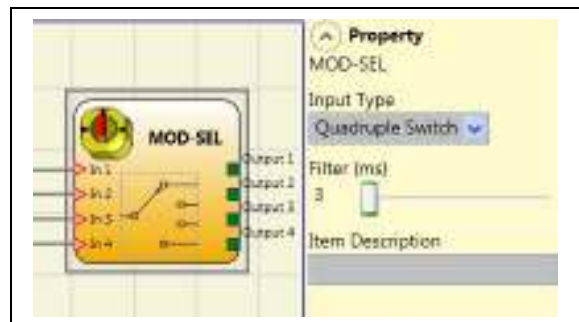 Property
MOD-SEL
Input Type
Quadruple Switch
Filter (ms)
3
Item Description
MOD-SEL
In 1
In 2
In 3
In 4
Output 1
Output 2
Output 3
Output 4